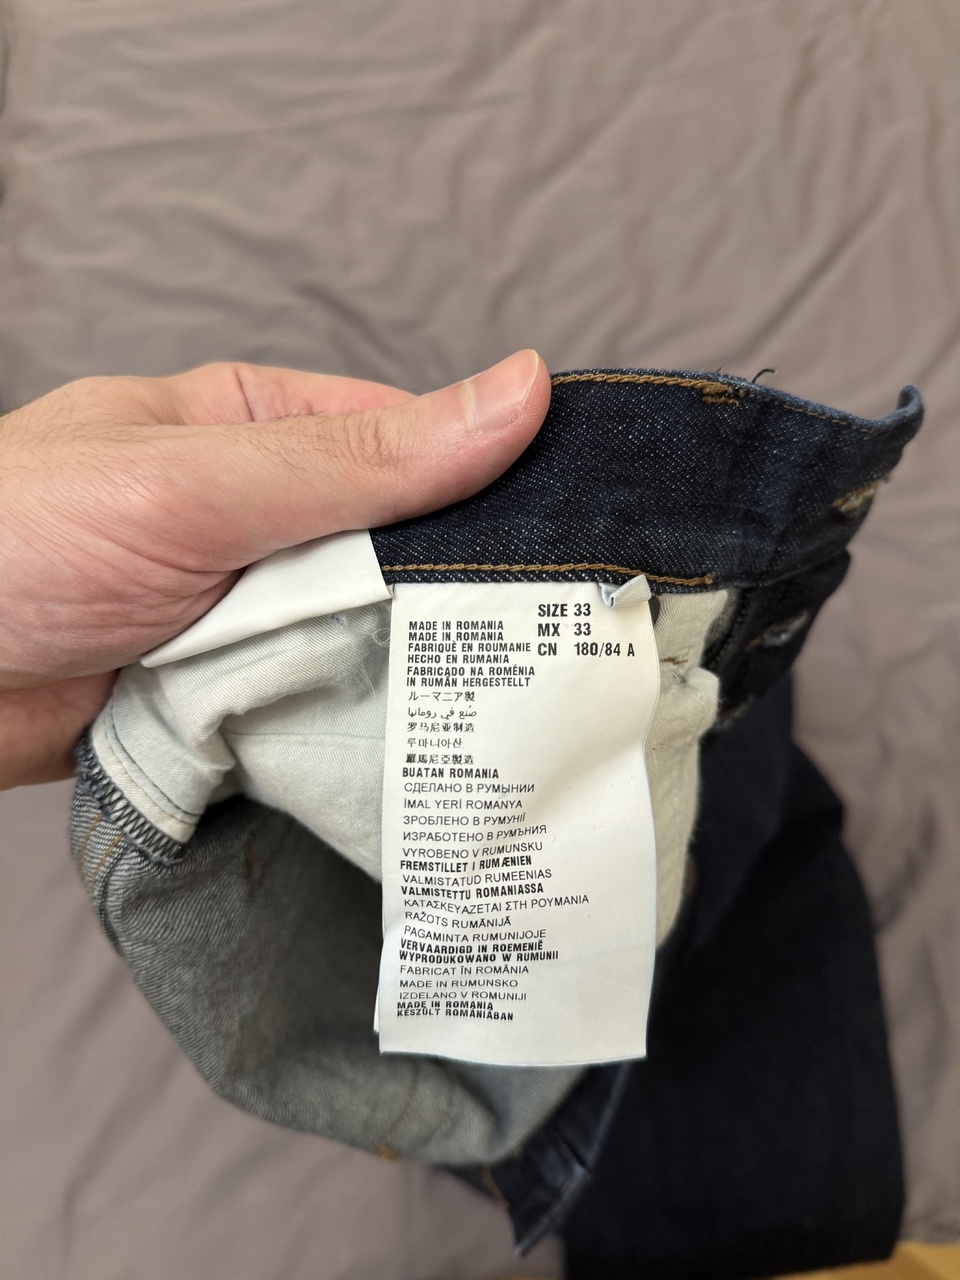 SIZE 33
MX 33
CN 180/84 A
MADE IN ROMANIA
MADE IN ROMANIA
FABRIQUÉ EN ROUMANIE
HECHO EN RUMANIA
FABRICADO NA ROMÉNIA
IN RUMÄN HERGESTELLT
ルーマニア製
صُنع في رومانيا
罗马尼亚制造
루마니아산
羅馬尼亞製造
BUATAN ROMANIA
СДЕЛАНО В РУМЫНИИ
İMAL YERİ ROMANYA
ЗРОБЛЕНО В РУМУНІЇ
ИЗРАБОТЕНО В РУМЪНИЯ
VYROBENO V RUMUNSKU
FREMSTILLET I RUMÆNIEN
VALMISTATUD RUMEENIAS
VALMISTETTU ROMANIASSA
ΚΑΤΑΣΚΕΥΑΖΕΤΑΙ ΣΤΗ ΡΟΥΜΑΝΙΑ
RAŽOTS RUMĀNIJĀ
PAGAMINTA RUMUNIJOJE
VERVAARDIGD IN ROEMENIË
WYPRODUKOWANO W RUMUNII
FABRICAT ÎN ROMÂNIA
MADE IN RUMUNSKO
IZDELANO V ROMUNIJI
MADE IN ROMANIA
KÉSZÜLT ROMÁNIÁBAN